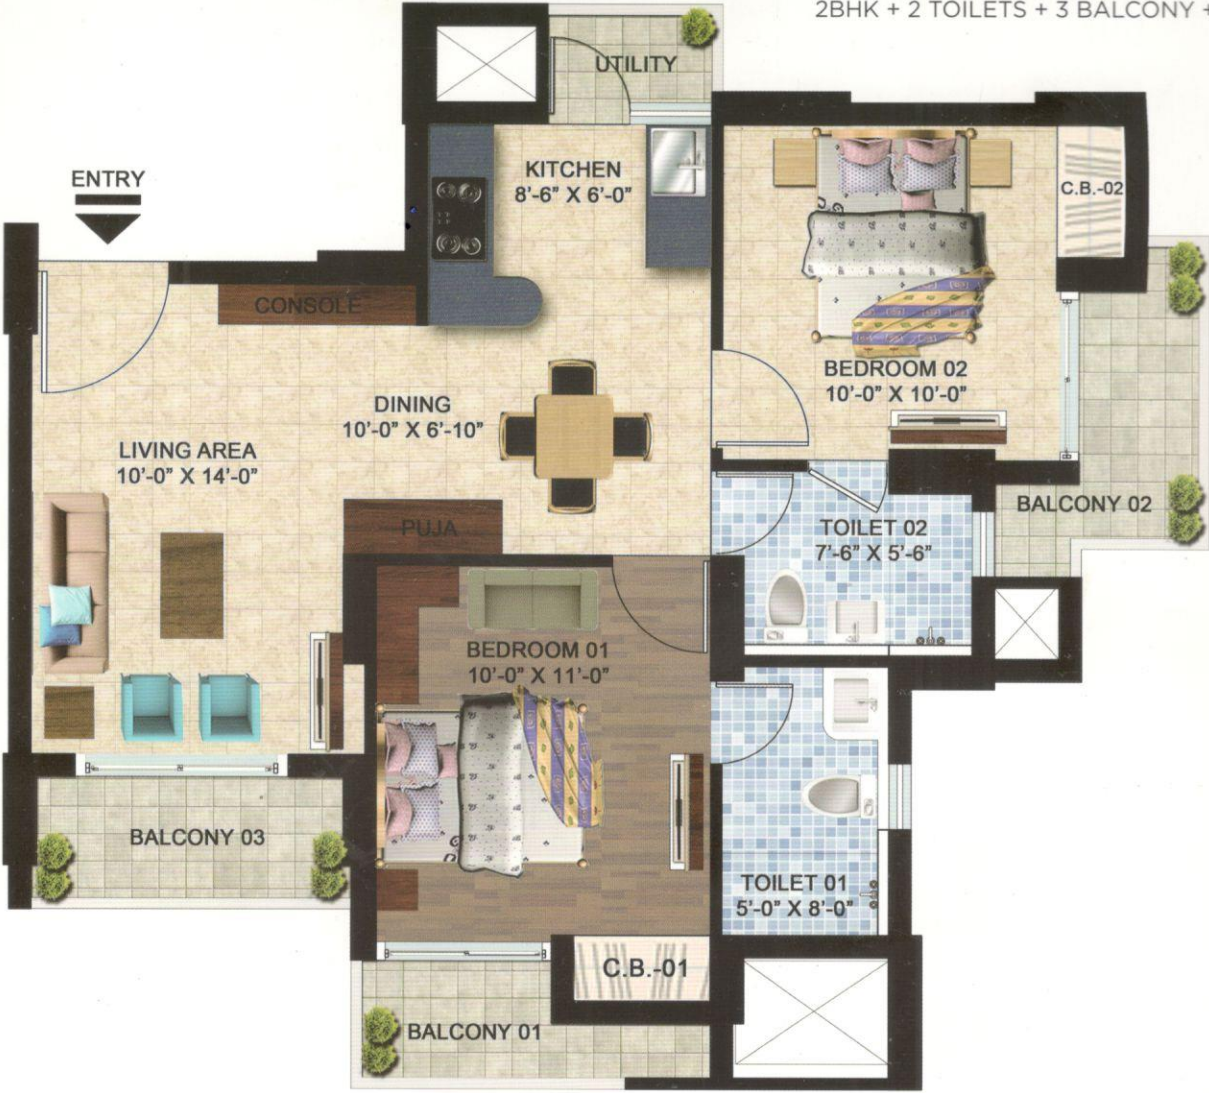 2BHK + 2 TOILETS + 3 BALCONY +
UTILITY
ENTRY
KITCHEN
8'-6" X 6'-0"
C.B.-02
CONSOLE
BEDROOM 02
10'-0" X 10'-0"
DINING
10'-0" X 6'-10"
LIVING AREA
10'-0" X 14'-0"
BALCONY 02
PUJA
TOILET 02
7'-6" X 5'-6"
BEDROOM 01
10'-0" X 11'-0"
BALCONY 03
TOILET 01
5'-0" X 8'-0"
C.B.-01
BALCONY 01